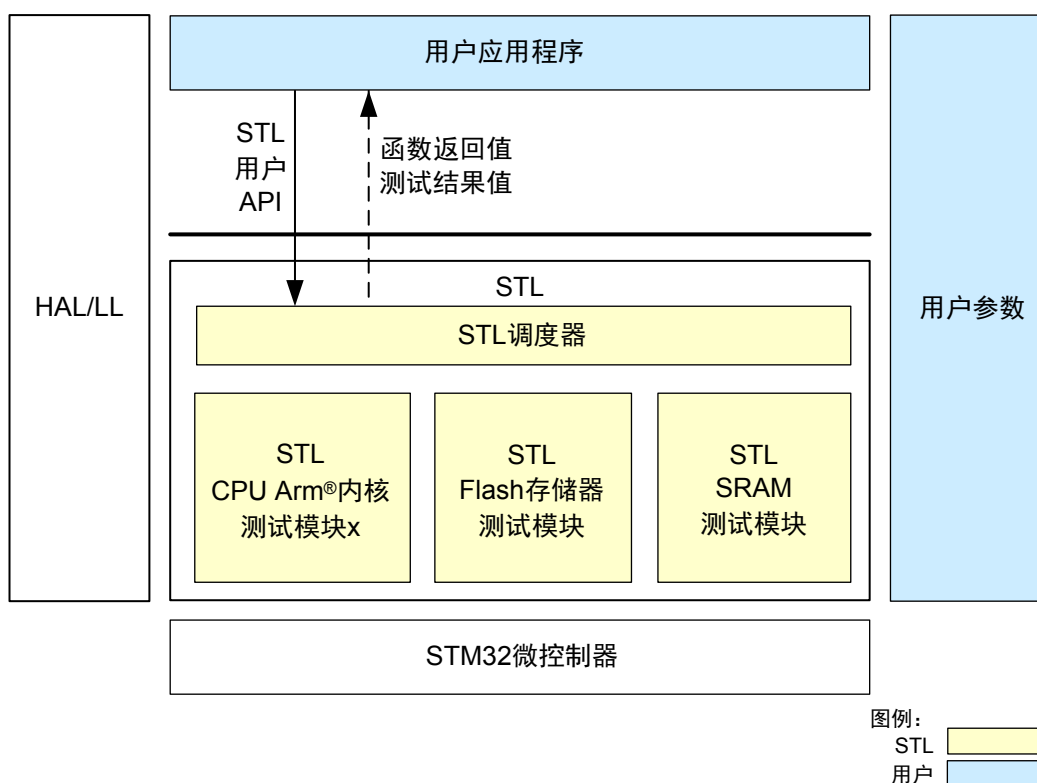 用户应用程序
STL
用户
API
函数返回值
测试结果值
HAL/LL
用户参数
STL
STL调度器
STL
CPU Arm®内核
测试模块x
STL
Flash存储器
测试模块
STL
SRAM
测试模块
STM32微控制器
图例：
STL
用户